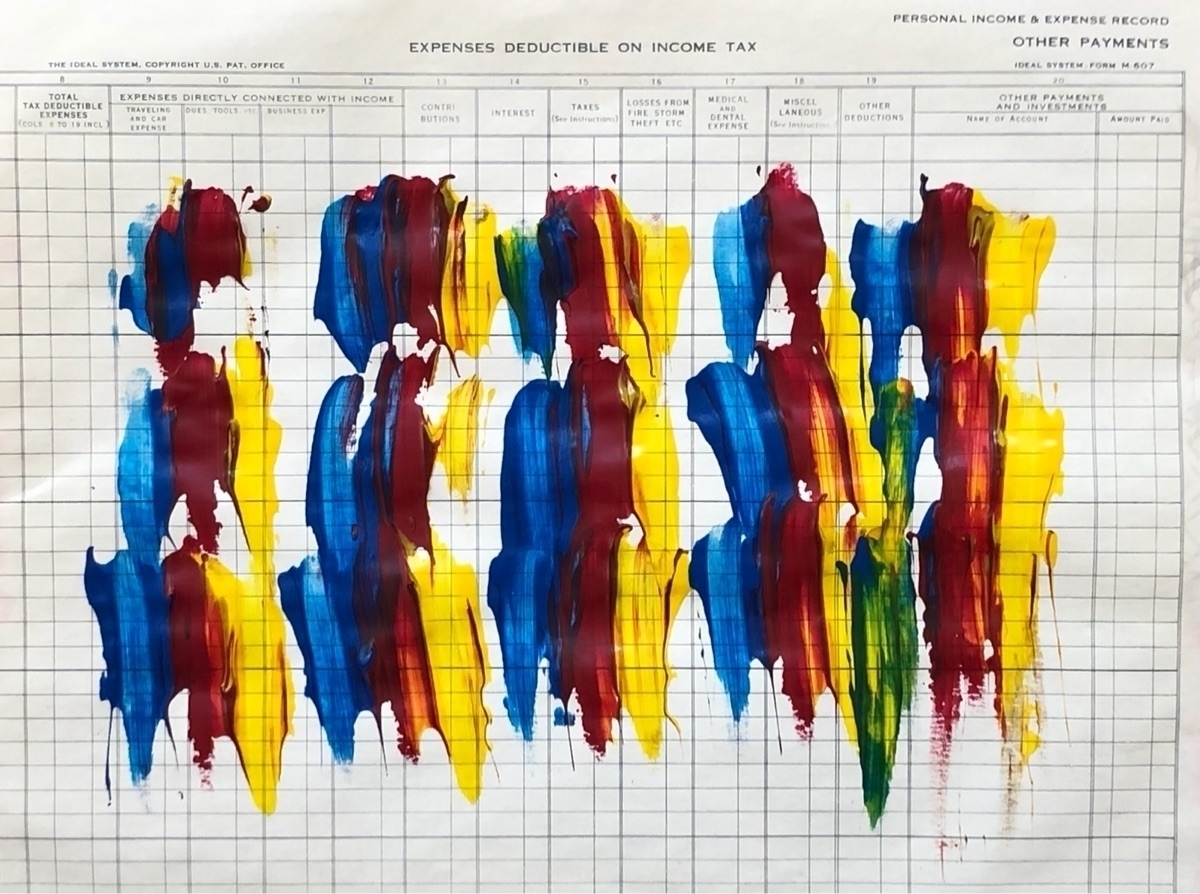 PERSONAL INCOME & EXPENSE RECORD
EXPENSES DEDUCTIBLE ON INCOME TAX
OTHER PAYMENTS
THE IDEAL SYSTEM, COPYRIGHT U.S. PAT. OFFICE
IDEAL SYSTEM: FORM M-607
8 9 10 11 12 13 14 15 16 17 18 19 20
TOTAL
TAX DEDUCTIBLE
EXPENSES
(COLS. 9 TO 19 INCL.)
EXPENSES DIRECTLY CONNECTED WITH INCOME
TRAVELING
AND CAR
EXPENSE
DUES, TOOLS, etc
BUSINESS EXP
CONTRI
BUTIONS
INTEREST
TAXES
(See Instructions)
LOSSES FROM
FIRE STORM
THEFT ETC
MEDICAL
AND
DENTAL
EXPENSE
MISCEL
LANEOUS
(See Instruction
OTHER
DEDUCTIONS
OTHER PAYMENTS
AND INVESTMENTS
NAME OF ACCOUNT
AMOUNT PAID